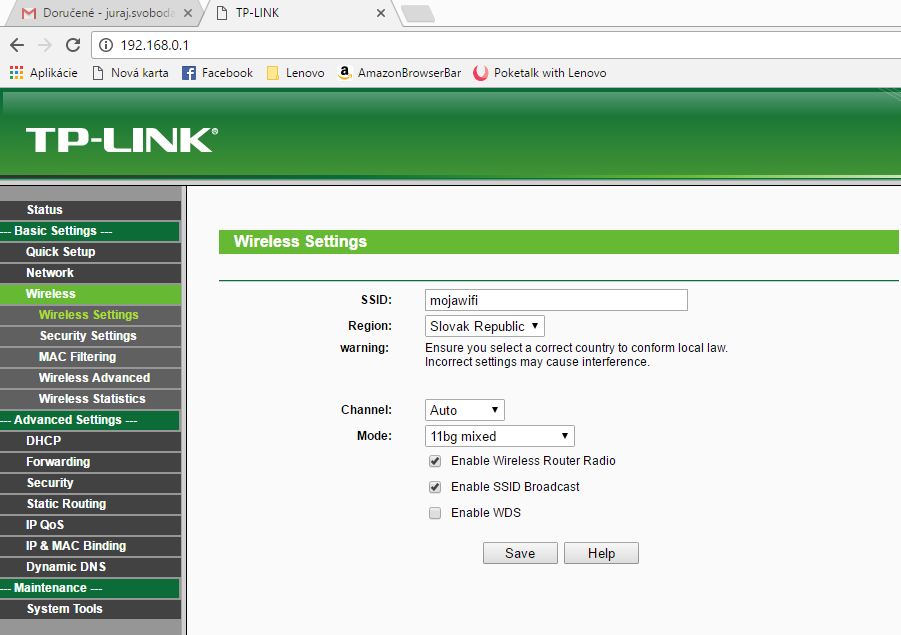 Doručené - juraj.svoboda
TP-LINK
192.168.0.1
Aplikácie Nová karta Facebook Lenovo AmazonBrowserBar Poketalk with Lenovo
TP-LINK®
Status
--- Basic Settings ---
Quick Setup
Network
Wireless
Wireless Settings
Security Settings
MAC Filtering
Wireless Advanced
Wireless Statistics
--- Advanced Settings ---
DHCP
Forwarding
Security
Static Routing
IP QoS
IP & MAC Binding
Dynamic DNS
--- Maintenance ---
System Tools
Wireless Settings
SSID: mojawifi
Region: Slovak Republic
warning: Ensure you select a correct country to conform local law.
Incorrect settings may cause interference.
Channel: Auto
Mode: 11bg mixed
Enable Wireless Router Radio
Enable SSID Broadcast
Enable WDS
Save Help